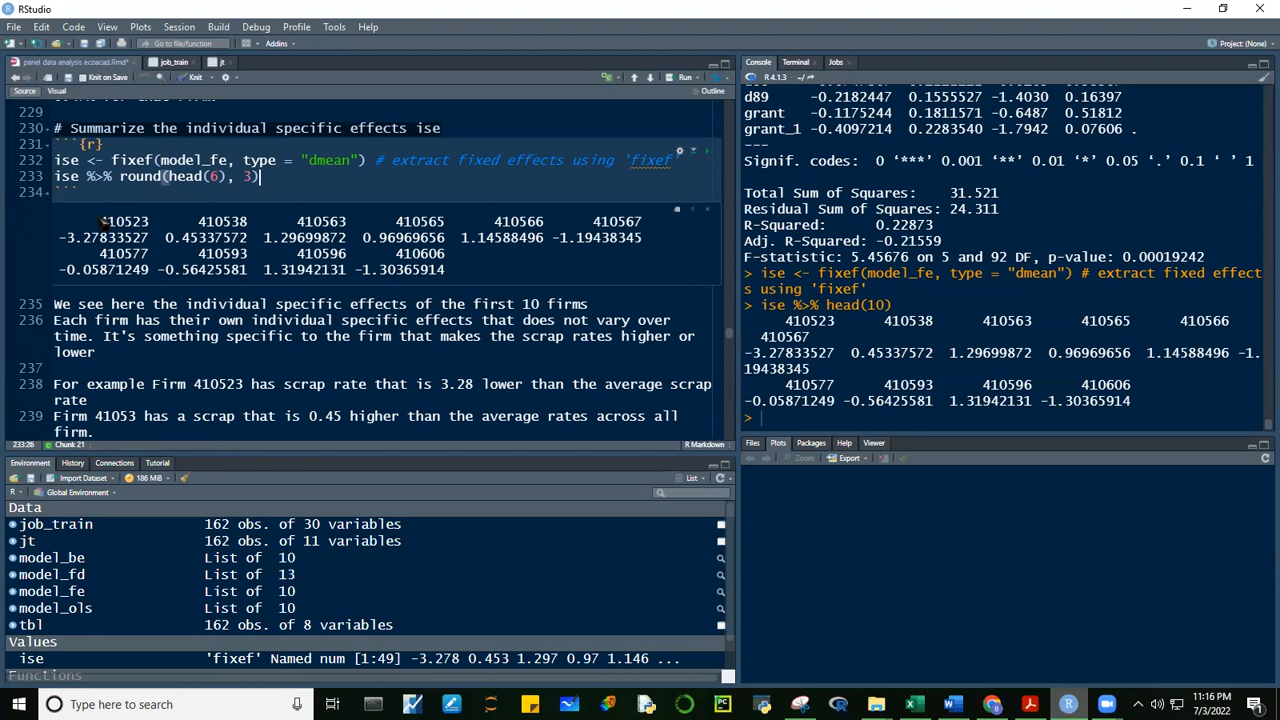 RStudio
File Edit Code View Plots Session Build Debug Profile Tools Help
Go to file/function Addins Project: (None)
panel data analysis ecoacad.Rmd* job_train jt
Knit on Save Knit Run
Source Visual Outline
229
230 # Summarize the individual specific effects ise
231 ```{r}
232 ise <- fixef(model_fe, type = "dmean") # extract fixed effects using 'fixef'
233 ise %>% round(head(6), 3)
234 ```
410523 410538 410563 410565 410566 410567
-3.27833527 0.45337572 1.29699872 0.96969656 1.14588496 -1.19438345
410577 410593 410596 410606
-0.05871249 -0.56425581 1.31942131 -1.30365914
235 We see here the individual specific effects of the first 10 firms
236 Each firm has their own individual specific effects that does not vary over
time. It's something specific to the firm that makes the scrap rates higher or
lower
237
238 For example Firm 410523 has scrap rate that is 3.28 lower than the average scrap
rate
239 Firm 41053 has a scrap that is 0.45 higher than the average rates across all
firm.
233:26 Chunk 21 R Markdown
Environment History Connections Tutorial
Import Dataset 186 MiB List
R Global Environment
Data
job_train 162 obs. of 30 variables
jt 162 obs. of 11 variables
model_be List of 10
model_fd List of 13
model_fe List of 10
model_ols List of 10
tbl 162 obs. of 8 variables
Values
ise 'fixef' Named num [1:49] -3.278 0.453 1.297 0.97 1.146 ...
Functions
Console Terminal Jobs
R 4.1.3 · ~/
d89 -0.2182447 0.1555527 -1.4030 0.16397
grant -0.1176751 0.1811561 -0.6487 0.51812
grant_1 -0.4097214 0.2283540 -1.7942 0.07606 .
---
Signif. codes: 0 ‘***’ 0.001 ‘**’ 0.01 ‘*’ 0.05 ‘.’ 0.1 ‘ ’ 1
Total Sum of Squares: 31.521
Residual Sum of Squares: 24.311
R-Squared: 0.22873
Adj. R-Squared: -0.21559
F-statistic: 5.45676 on 5 and 92 DF, p-value: 0.00019242
> ise <- fixef(model_fe, type = "dmean") # extract fixed effect
s using 'fixef'
> ise %>% head(10)
410523 410538 410563 410565 410566
410567
-3.27833527 0.45337572 1.29699872 0.96969656 1.14588496 -1.
19438345
410577 410593 410596 410606
-0.05871249 -0.56425581 1.31942131 -1.30365914
>
Files Plots Packages Help Viewer
Zoom Export
Type here to search
11:16 PM
7/3/2022